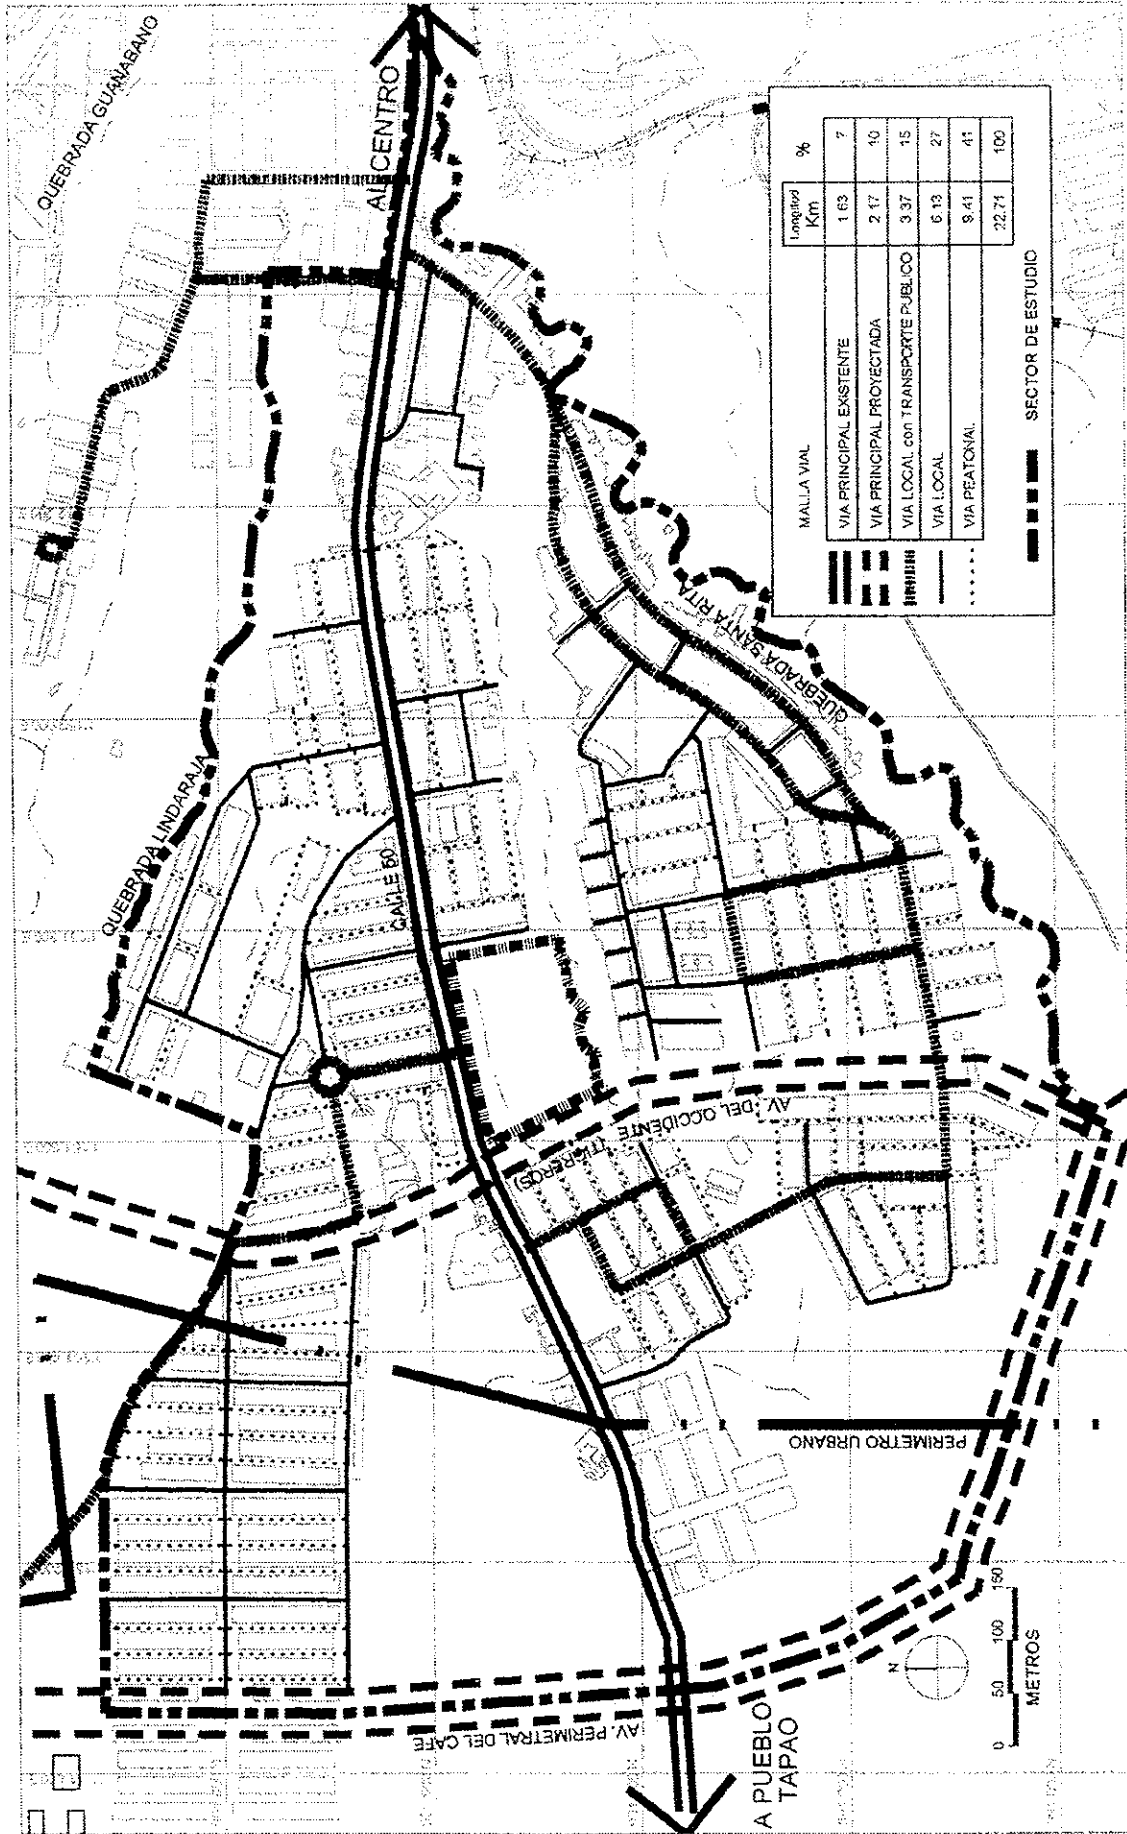 QUEBRADA GUANABANO
AL CENTRO
QUEBRADA LINDARAJA
CALLE 50
QUEBRADA SANTA RITA
AV. DEL OCCIDENTE
(TIGREROS)
PERIMETRO URBANO
AV. PERIMETRAL DEL CAFE
A PUEBLO
TAPAO
N
0 50 100 150
METROS
MALLA VIAL Longitud Km %
VIA PRINCIPAL EXISTENTE 1.63 7
VIA PRINCIPAL PROYECTADA 2.17 10
VIA LOCAL con TRANSPORTE PUBLICO 3.37 15
VIA LOCAL 6.13 27
VIA PEATONAL 9.41 41
22.71 100
SECTOR DE ESTUDIO